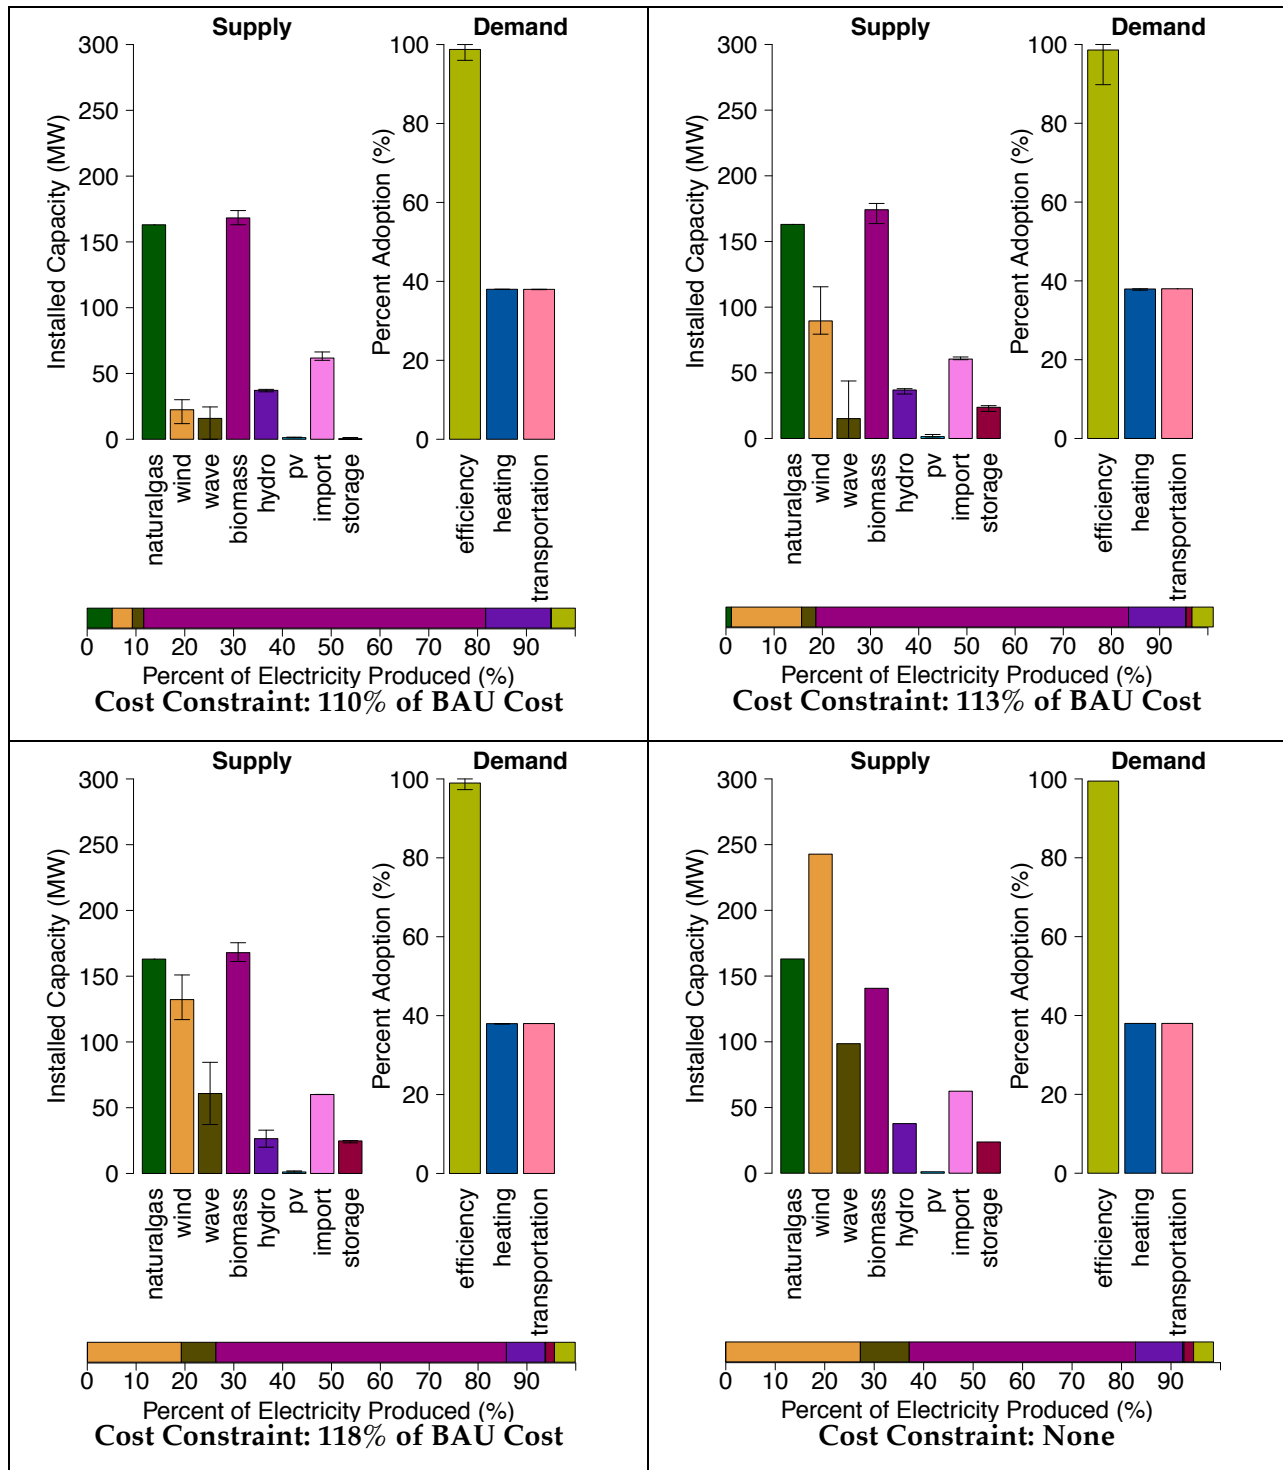 Supply Demand
Installed Capacity (MW)
300
250
200
150
100
50
0
naturalgas
wind
wave
biomass
hydro
pv
import
storage
Percent Adoption (%)
100
80
60
40
20
0
efficiency
heating
transportation
0 10 20 30 40 50 60 70 80 90
Percent of Electricity Produced (%)
Cost Constraint: 110% of BAU Cost
Supply Demand
Installed Capacity (MW)
300
250
200
150
100
50
0
naturalgas
wind
wave
biomass
hydro
pv
import
storage
Percent Adoption (%)
100
80
60
40
20
0
efficiency
heating
transportation
0 10 20 30 40 50 60 70 80 90
Percent of Electricity Produced (%)
Cost Constraint: 113% of BAU Cost
Supply Demand
Installed Capacity (MW)
300
250
200
150
100
50
0
naturalgas
wind
wave
biomass
hydro
pv
import
storage
Percent Adoption (%)
100
80
60
40
20
0
efficiency
heating
transportation
0 10 20 30 40 50 60 70 80 90
Percent of Electricity Produced (%)
Cost Constraint: 118% of BAU Cost
Supply Demand
Installed Capacity (MW)
300
250
200
150
100
50
0
naturalgas
wind
wave
biomass
hydro
pv
import
storage
Percent Adoption (%)
100
80
60
40
20
0
efficiency
heating
transportation
0 10 20 30 40 50 60 70 80 90
Percent of Electricity Produced (%)
Cost Constraint: None